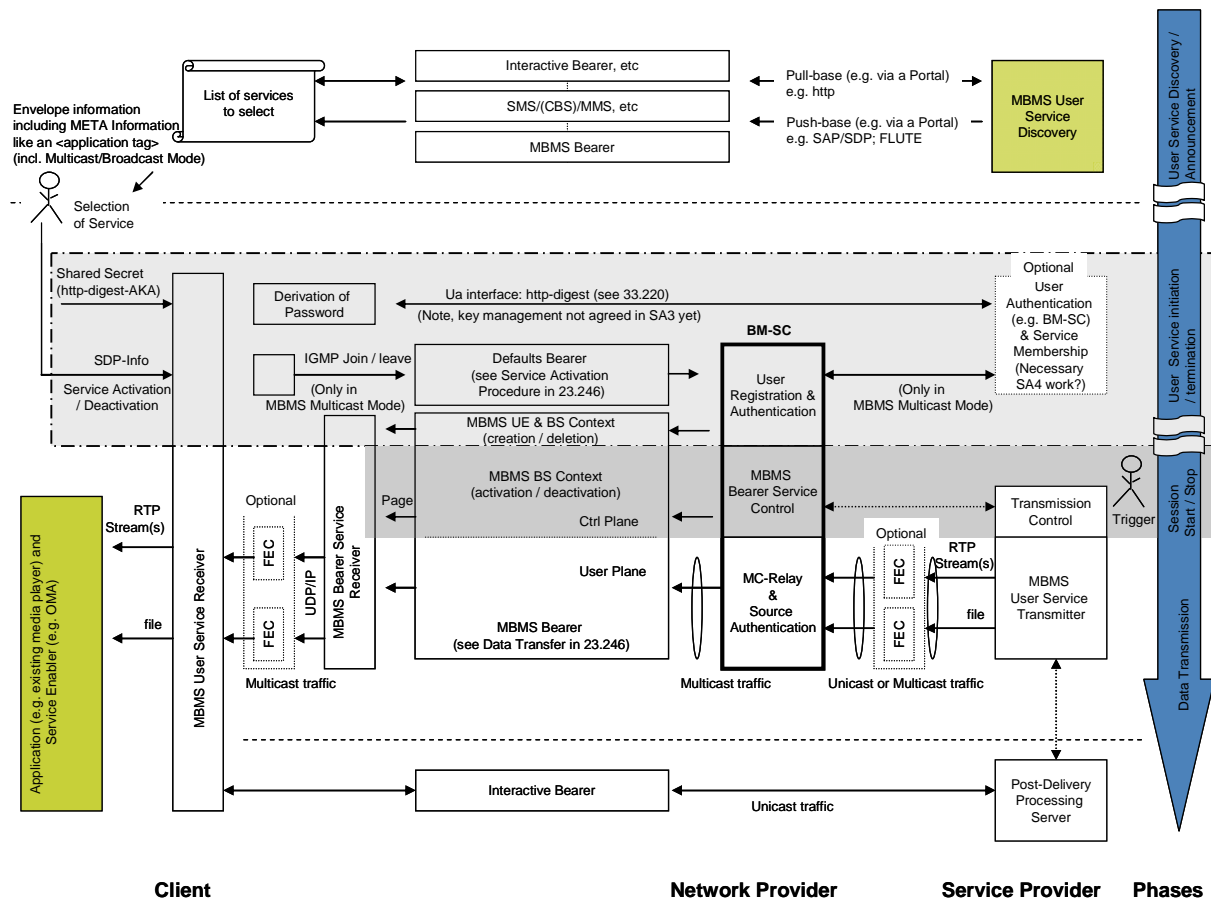 Interactive Bearer, etc
SMS/(CBS)/MMS, etc
MBMS Bearer
List of services
to select
Pull-base (e.g. via a Portal)
e.g. http
Push-base (e.g. via a Portal)
e.g. SAP/SDP; FLUTE
MBMS User
Service
Discovery
User Service Discovery /
Announcement
Envelope information
including META Information
like an <application tag>
(incl. Multicast/Broadcast Mode)
Selection
of Service
Shared Secret
(http-digest-AKA)
Derivation of
Password
Ua interface: http-digest (see 33.220)
(Note, key management not agreed in SA3 yet)
Optional
User
Authentication
(e.g. BM-SC)
& Service
Membership
(Necessary
SA4 work?)
User Service initiation
/ termination
BM-SC
SDP-Info
Service Activation
/ Deactivation
IGMP Join / leave
(Only in
MBMS Multicast Mode)
Defaults Bearer
(see Service Activation
Procedure in 23.246)
User
Registration &
Authentication
(Only in
MBMS Multicast Mode)
MBMS UE & BS Context
(creation / deletion)
MBMS BS Context
(activation / deactivation)
Page
Ctrl Plane
MBMS
Bearer Service
Control
Transmission
Control
Trigger
Session
Start / Stop
Application (e.g. existing media player) and
Service Enabler (e.g. OMA)
RTP
Stream(s)
file
MBMS User Service Receiver
Optional
FEC
FEC
UDP/IP
MBMS Bearer Service
Receiver
User Plane
MBMS Bearer
(see Data Transfer in 23.246)
MC-Relay
&
Source
Authentication
Optional
FEC
FEC
RTP
Stream(s)
file
MBMS
User Service
Transmitter
Data Transmission
Multicast traffic
Multicast traffic
Unicast or Multicast traffic
Interactive Bearer
Unicast traffic
Post-Delivery
Processing
Server
Client
Network Provider
Service Provider
Phases